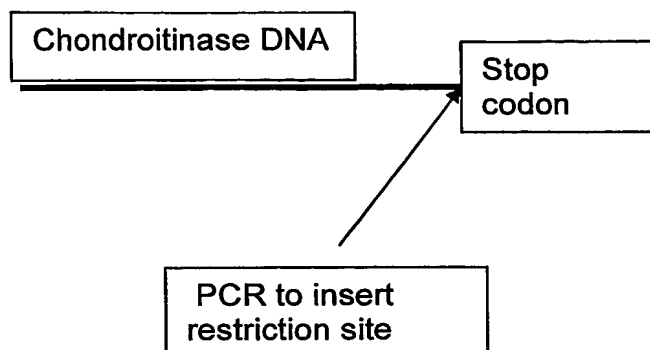 Chondroitinase DNA
Stop
codon
PCR to insert
restriction site